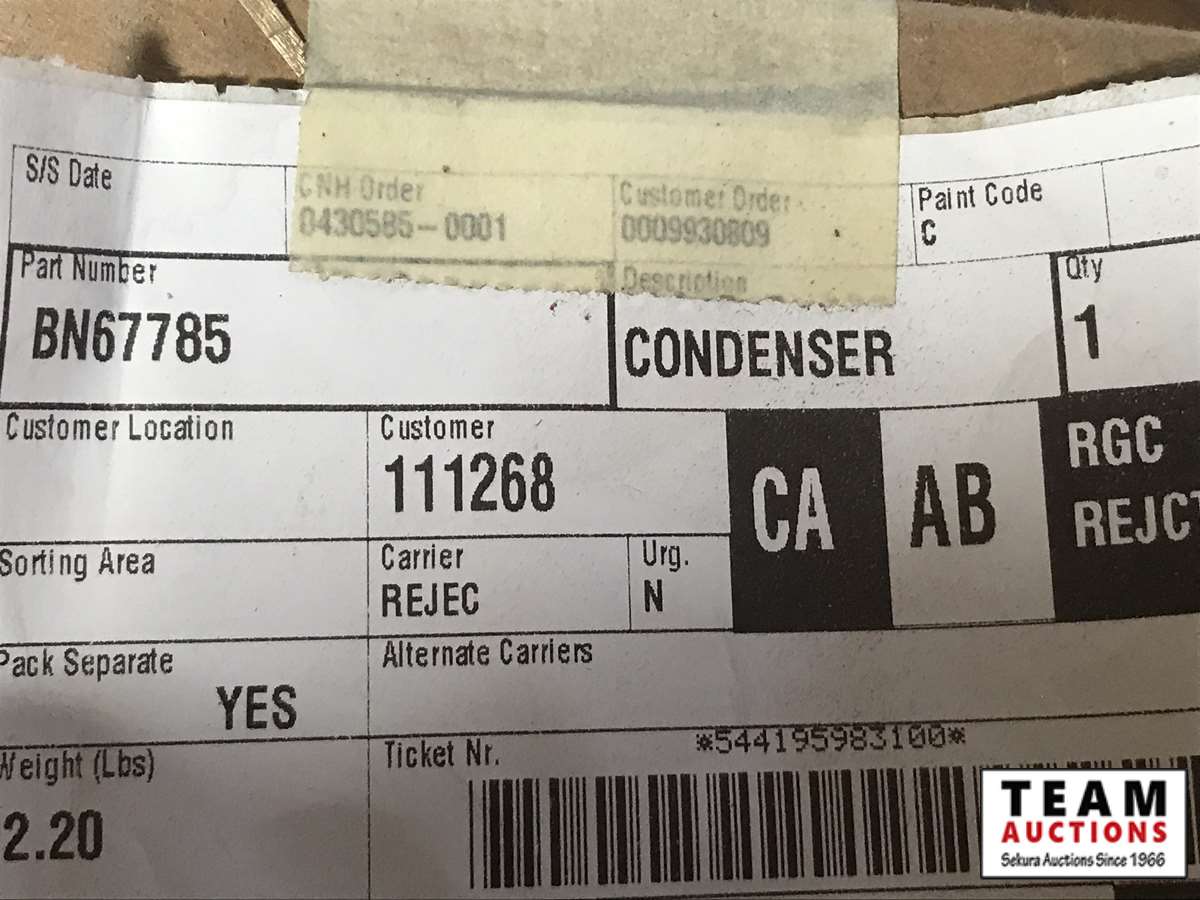 S/S Date
CNH Order
0430585-0001
Customer Order
0009930809
Paint Code
C
Part Number
BN67785
Description
CONDENSER
Qty
1
Customer Location
Customer
111268
CA
AB
RGC
REJCT
Sorting Area
Carrier
REJEC
Urg.
N
Pack Separate
YES
Alternate Carriers
Weight (Lbs)
2.20
Ticket Nr.
*544195983100*
TEAM
AUCTIONS
Sekura Auctions Since 1966